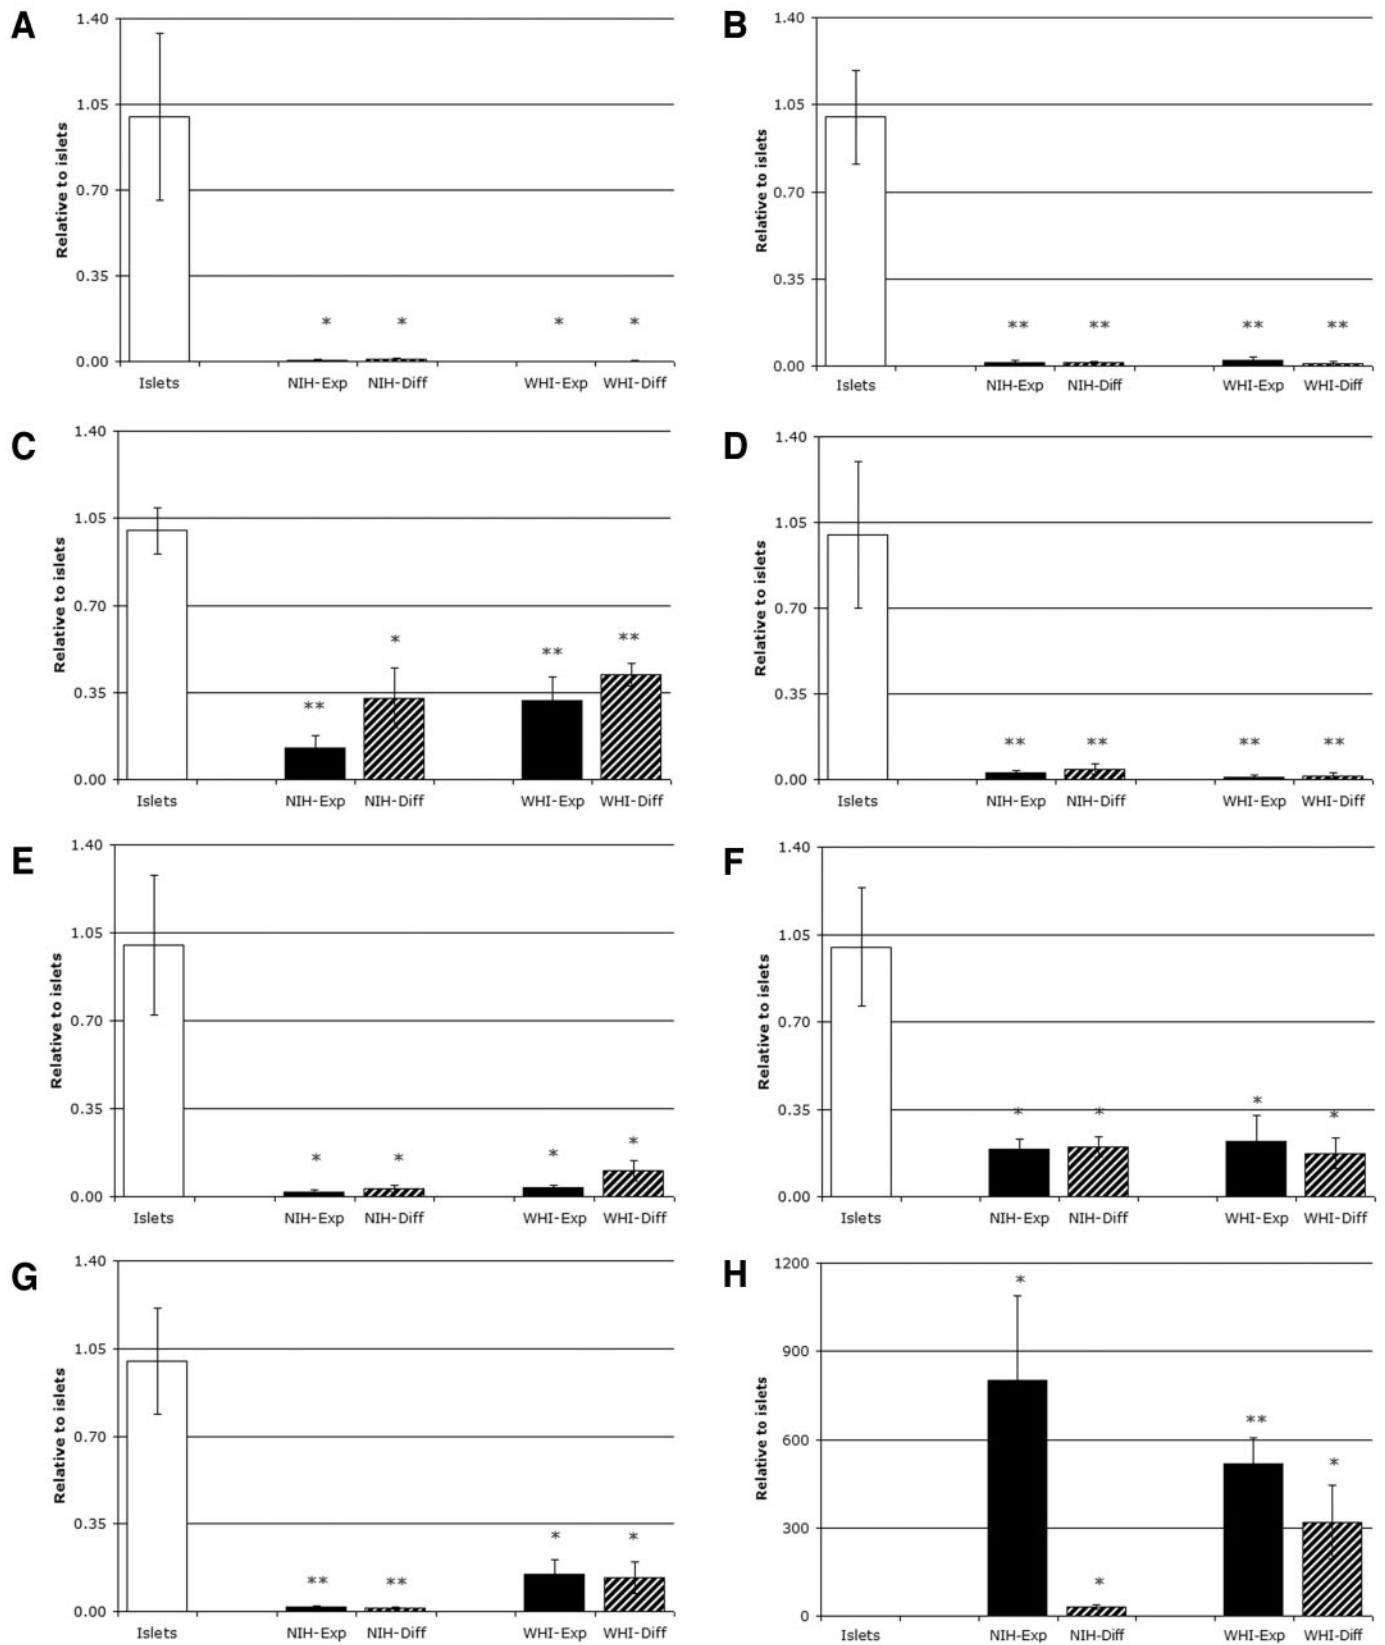 A
1.40
1.05
0.70
0.35
0.00
Relative to islets
* * * *
Islets NIH-Exp NIH-Diff WHI-Exp WHI-Diff
B
1.40
1.05
0.70
0.35
0.00
Relative to islets
** ** ** **
Islets NIH-Exp NIH-Diff WHI-Exp WHI-Diff
C
1.40
1.05
0.70
0.35
0.00
Relative to islets
** * ** **
Islets NIH-Exp NIH-Diff WHI-Exp WHI-Diff
D
1.40
1.05
0.70
0.35
0.00
Relative to islets
** ** ** **
Islets NIH-Exp NIH-Diff WHI-Exp WHI-Diff
E
1.40
1.05
0.70
0.35
0.00
Relative to islets
* * * *
Islets NIH-Exp NIH-Diff WHI-Exp WHI-Diff
F
1.40
1.05
0.70
0.35
0.00
Relative to islets
* * * *
Islets NIH-Exp NIH-Diff WHI-Exp WHI-Diff
G
1.40
1.05
0.70
0.35
0.00
Relative to islets
** ** * *
Islets NIH-Exp NIH-Diff WHI-Exp WHI-Diff
H
1200
900
600
300
0
Relative to islets
* * ** *
Islets NIH-Exp NIH-Diff WHI-Exp WHI-Diff